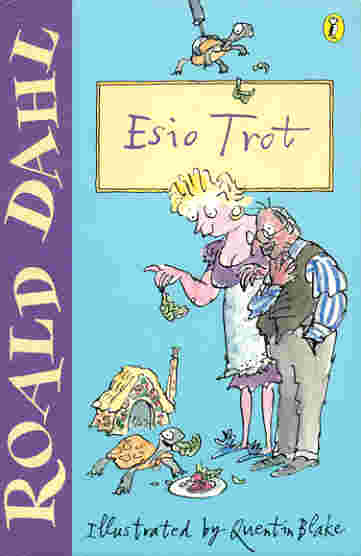 ROALD DAHL
Esio Trot
Illustrated by Quentin Blake